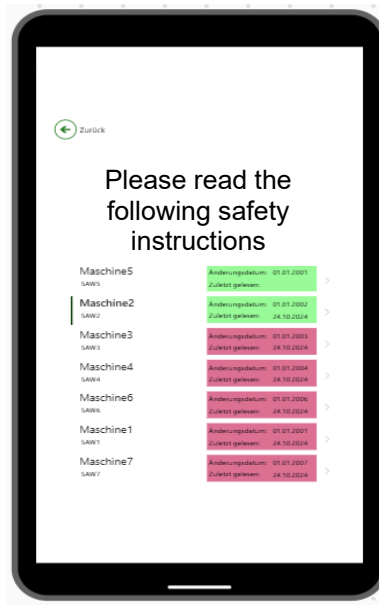 Zurück
Please read the
following safety
instructions
Maschine5
SAW5
Änderungsdatum: 01.01.2001
Zuletzt gelesen:
Maschine2
SAW2
Änderungsdatum: 01.01.2002
Zuletzt gelesen: 24.10.2024
Maschine3
SAW3
Änderungsdatum: 01.01.2003
Zuletzt gelesen: 24.10.2024
Maschine4
SAW4
Änderungsdatum: 01.01.2004
Zuletzt gelesen: 24.10.2024
Maschine6
SAW6
Änderungsdatum: 01.01.2006
Zuletzt gelesen: 24.10.2024
Maschine1
SAW1
Änderungsdatum: 01.01.2001
Zuletzt gelesen: 24.10.2024
Maschine7
SAW7
Änderungsdatum: 01.01.2007
Zuletzt gelesen: 24.10.2024